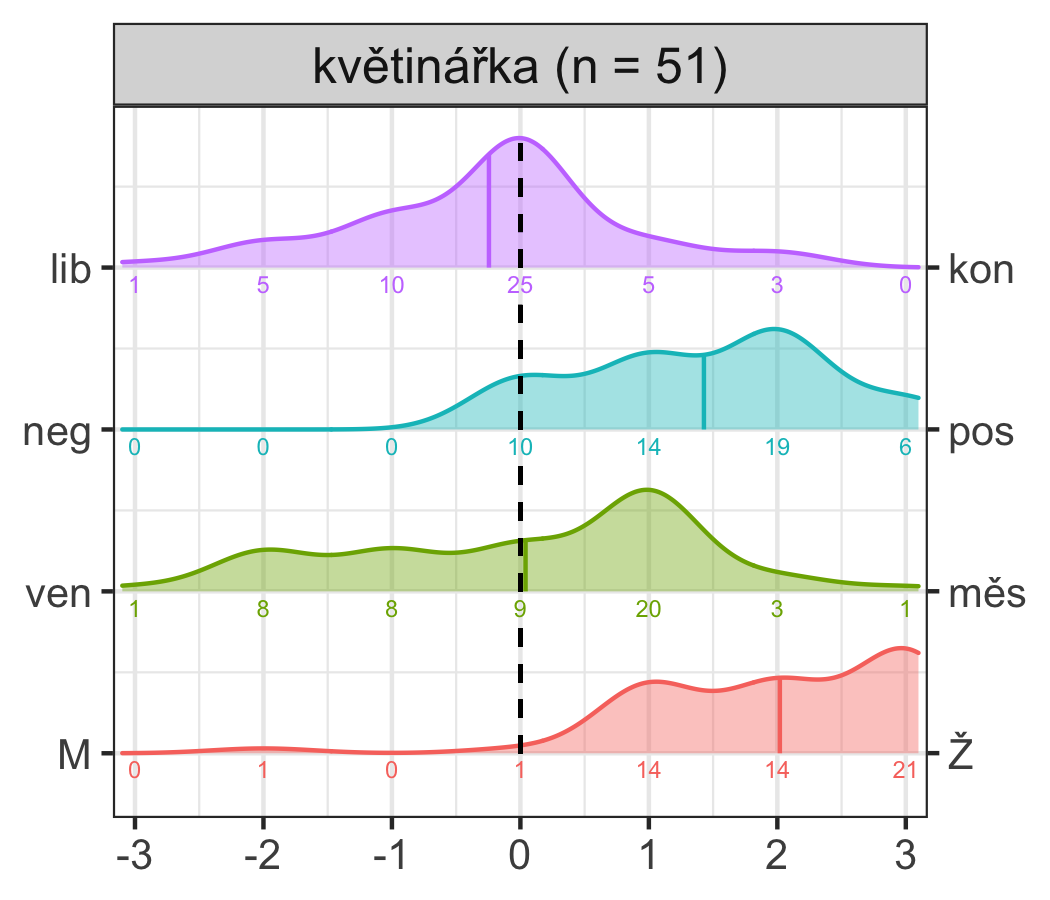 květinářka (n = 51)
lib kon
1 5 10 25 5 3 0
neg pos
0 0 0 10 14 19 6
ven měs
1 8 8 9 20 3 1
M Ž
0 1 0 1 14 14 21
-3 -2 -1 0 1 2 3